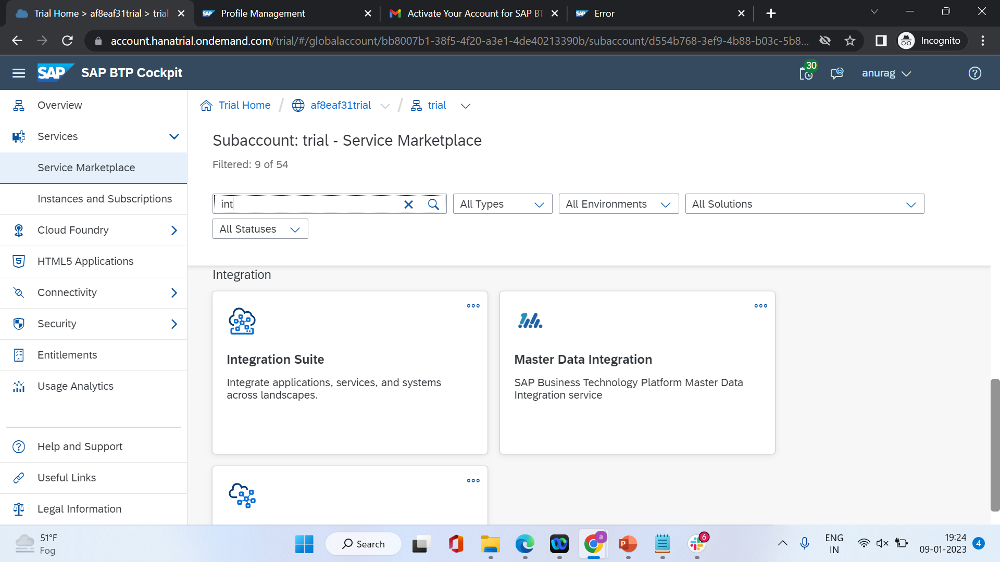 Trial Home > af8eaf31trial > trial
Profile Management
Activate Your Account for SAP BT
Error
account.hanatrial.ondemand.com/trial/#/globalaccount/bb8007b1-38f5-4f20-a3e1-4de40213390b/subaccount/d554b768-3ef9-4b88-b03c-5b8...
Incognito
SAP
SAP BTP Cockpit
30
anurag
Overview
Services
Service Marketplace
Instances and Subscriptions
Cloud Foundry
HTML5 Applications
Connectivity
Security
Entitlements
Usage Analytics
Help and Support
Useful Links
Legal Information
Trial Home / af8eaf31trial / trial
Subaccount: trial - Service Marketplace
Filtered: 9 of 54
int
All Types
All Environments
All Solutions
All Statuses
Integration
Integration Suite
Integrate applications, services, and systems
across landscapes.
Master Data Integration
SAP Business Technology Platform Master Data
Integration service
51°F
Fog
Search
a
6
ENG
IN
19:24
09-01-2023
4